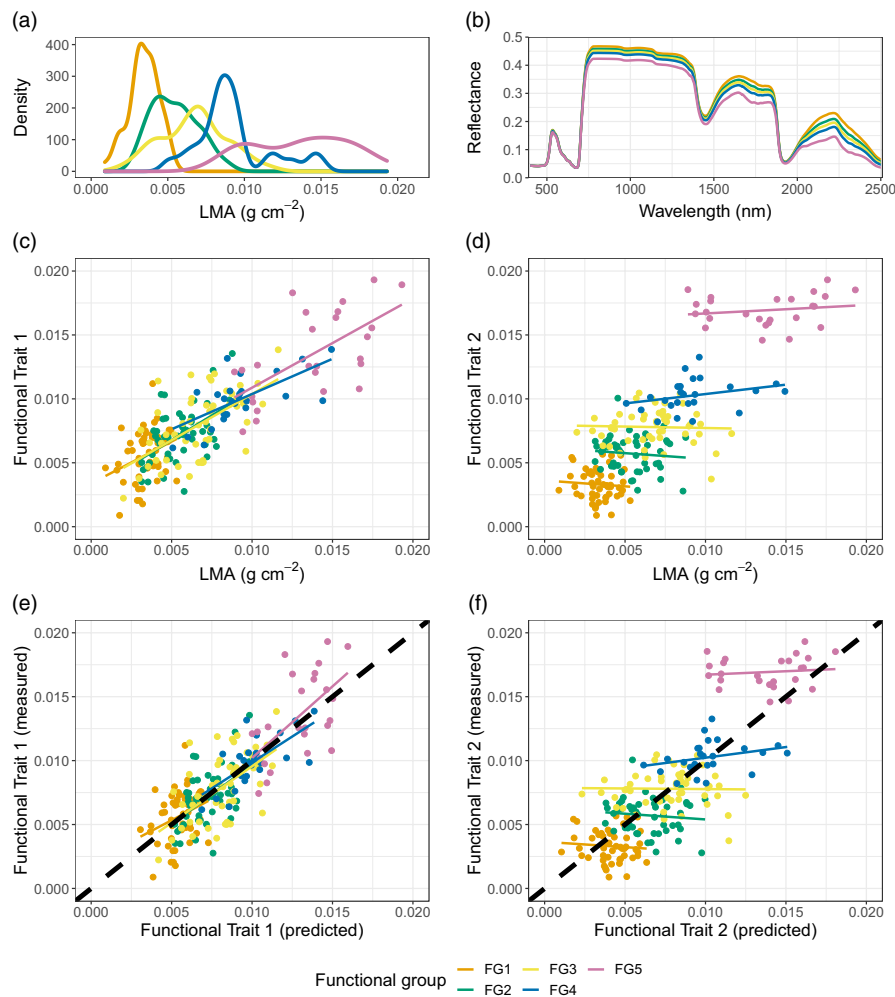 (a)
400
300
200
100
0
Density
0.000
0.005
0.010
0.015
0.020
LMA (g cm−2)
(b)
0.5
0.4
0.3
0.2
0.1
0.0
Reflectance
500
1000
1500
2000
2500
Wavelength (nm)
(c)
0.020
0.015
0.010
0.005
0.000
Functional Trait 1
0.000
0.005
0.010
0.015
0.020
LMA (g cm−2)
(d)
0.020
0.015
0.010
0.005
0.000
Functional Trait 2
0.000
0.005
0.010
0.015
0.020
LMA (g cm−2)
(e)
0.020
0.015
0.010
0.005
0.000
Functional Trait 1 (measured)
0.000
0.005
0.010
0.015
0.020
Functional Trait 1 (predicted)
(f)
0.020
0.015
0.010
0.005
0.000
Functional Trait 2 (measured)
0.000
0.005
0.010
0.015
0.020
Functional Trait 2 (predicted)
Functional group
FG1
FG3
FG5
FG2
FG4